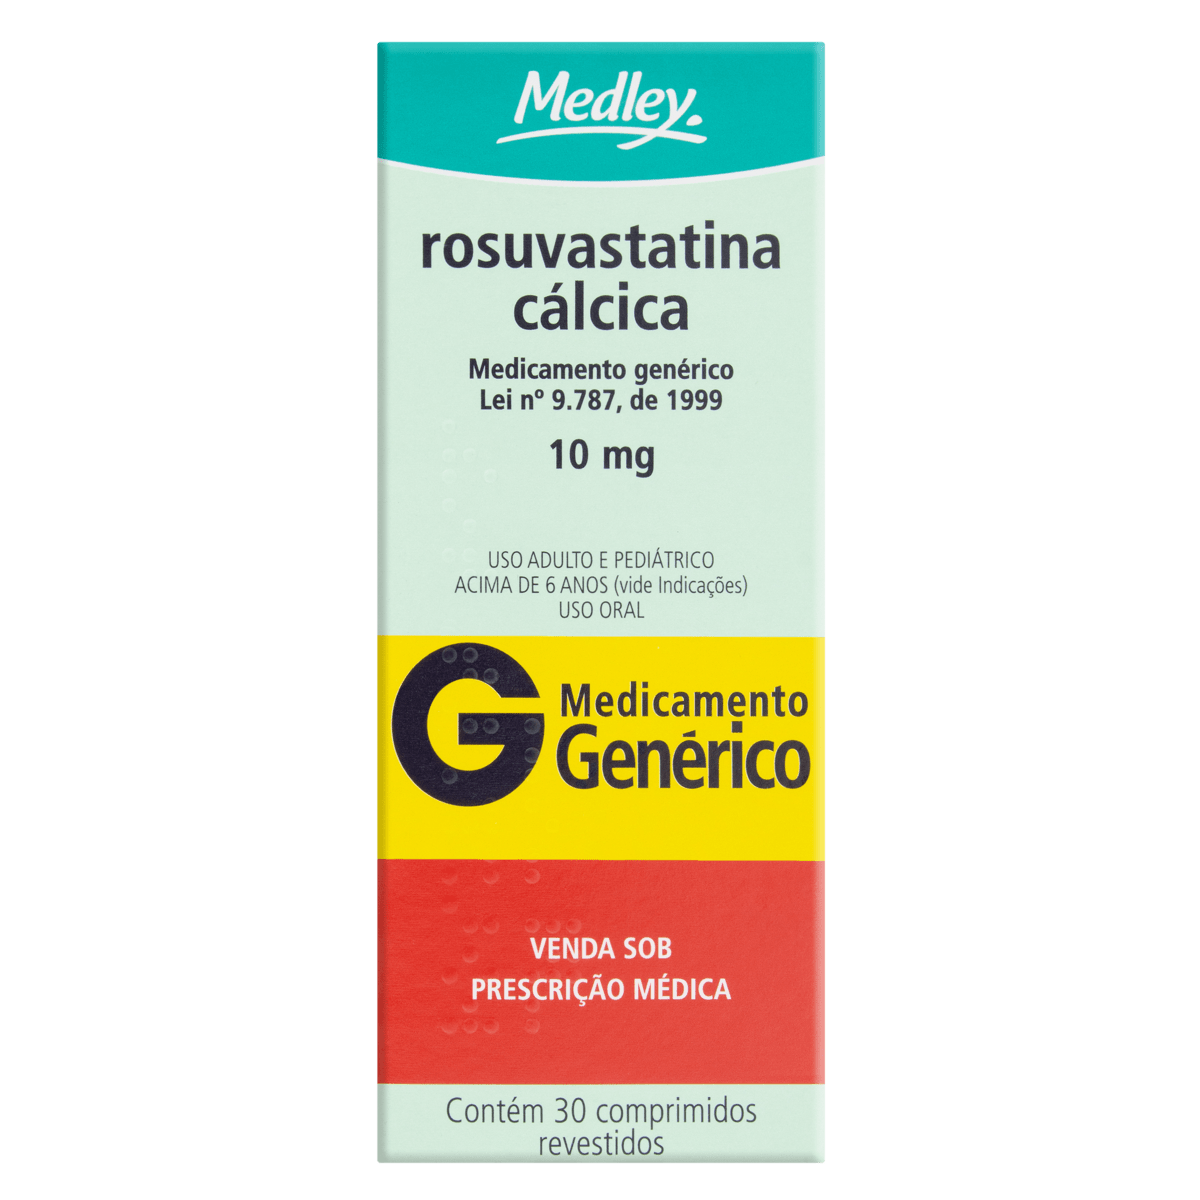 Medley.
rosuvastatina
cálcica
Medicamento genérico
Lei nº 9.787, de 1999
10 mg
USO ADULTO E PEDIÁTRICO
ACIMA DE 6 ANOS (vide Indicações)
USO ORAL
G
Medicamento
Genérico
VENDA SOB
PRESCRIÇÃO MÉDICA
Contém 30 comprimidos
revestidos